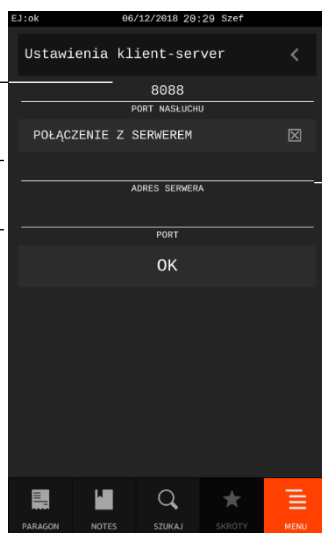 EJ:ok 06/12/2018 20:29 Szef
Ustawienia klient-server
8088
PORT NASŁUCHU
POŁĄCZENIE Z SERWEREM
ADRES SERWERA
PORT
OK
PARAGON NOTES SZUKAJ SKRÓTY MENU